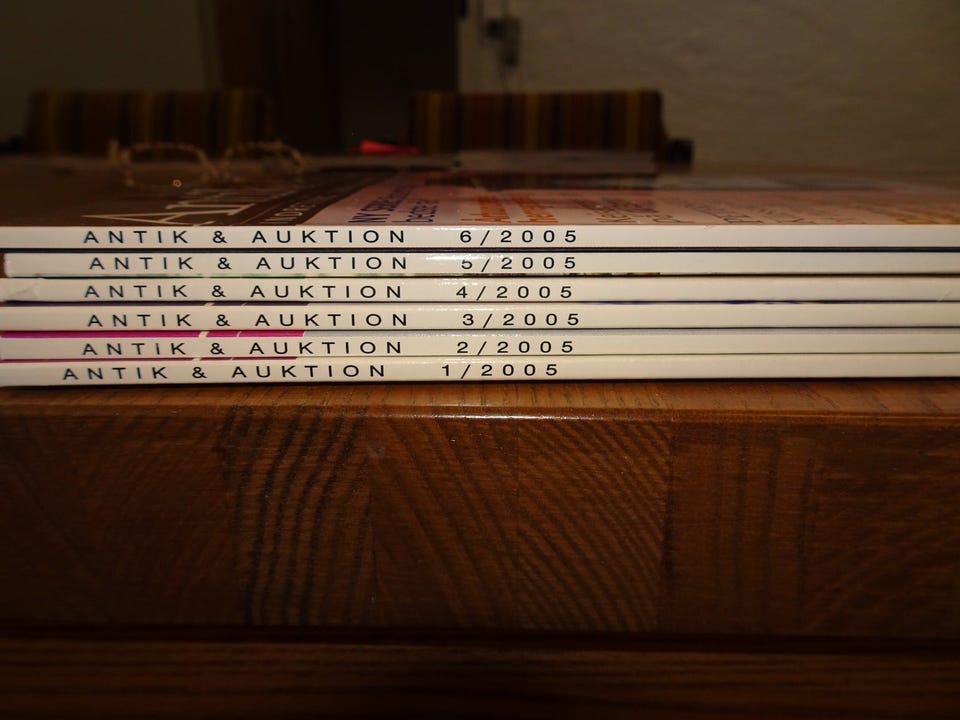 ANTIK & AUKTION 6/2005
ANTIK & AUKTION 5/2005
ANTIK & AUKTION 4/2005
ANTIK & AUKTION 3/2005
ANTIK & AUKTION 2/2005
ANTIK & AUKTION 1/2005